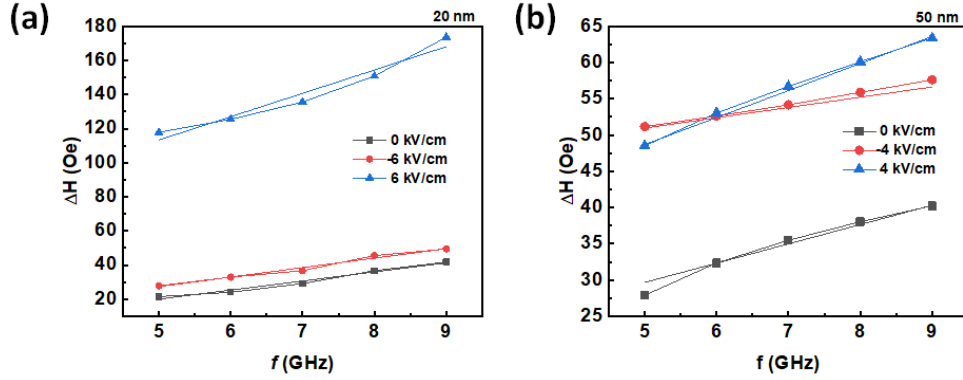 (a)
20 nm
180
160
140
120
100
80
60
40
20
ΔH (Oe)
0 kV/cm
-6 kV/cm
6 kV/cm
5 6 7 8 9
f (GHz)
(b)
50 nm
65
60
55
50
45
40
35
30
25
ΔH (Oe)
0 kV/cm
-4 kV/cm
4 kV/cm
5 6 7 8 9
f (GHz)